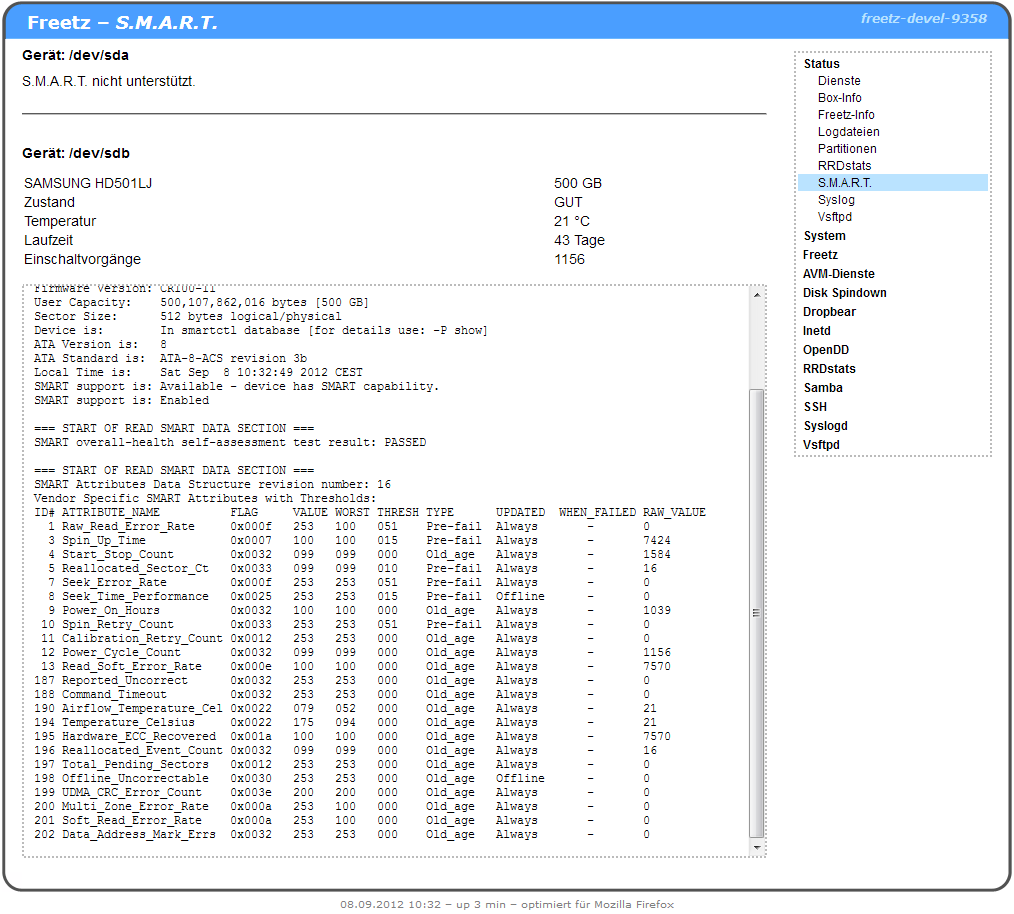 Freetz – S.M.A.R.T.
freetz-devel-9358
Gerät: /dev/sda
S.M.A.R.T. nicht unterstützt.
Gerät: /dev/sdb
SAMSUNG HD501LJ 500 GB
Zustand GUT
Temperatur 21 °C
Laufzeit 43 Tage
Einschaltvorgänge 1156
Firmware Version: CR100-11
User Capacity: 500,107,862,016 bytes [500 GB]
Sector Size: 512 bytes logical/physical
Device is: In smartctl database [for details use: -P show]
ATA Version is: 8
ATA Standard is: ATA-8-ACS revision 3b
Local Time is: Sat Sep 8 10:32:49 2012 CEST
SMART support is: Available - device has SMART capability.
SMART support is: Enabled
=== START OF READ SMART DATA SECTION ===
SMART overall-health self-assessment test result: PASSED
=== START OF READ SMART DATA SECTION ===
SMART Attributes Data Structure revision number: 16
Vendor Specific SMART Attributes with Thresholds:
ID# ATTRIBUTE_NAME FLAG VALUE WORST THRESH TYPE UPDATED WHEN_FAILED RAW_VALUE
1 Raw_Read_Error_Rate 0x000f 253 100 051 Pre-fail Always - 0
3 Spin_Up_Time 0x0007 100 100 015 Pre-fail Always - 7424
4 Start_Stop_Count 0x0032 099 099 000 Old_age Always - 1584
5 Reallocated_Sector_Ct 0x0033 099 099 010 Pre-fail Always - 16
7 Seek_Error_Rate 0x000f 253 253 051 Pre-fail Always - 0
8 Seek_Time_Performance 0x0025 253 253 015 Pre-fail Offline - 0
9 Power_On_Hours 0x0032 100 100 000 Old_age Always - 1039
10 Spin_Retry_Count 0x0033 253 253 051 Pre-fail Always - 0
11 Calibration_Retry_Count 0x0012 253 253 000 Old_age Always - 0
12 Power_Cycle_Count 0x0032 099 099 000 Old_age Always - 1156
13 Read_Soft_Error_Rate 0x000e 100 100 000 Old_age Always - 7570
187 Reported_Uncorrect 0x0032 253 253 000 Old_age Always - 0
188 Command_Timeout 0x0032 253 253 000 Old_age Always - 0
190 Airflow_Temperature_Cel 0x0022 079 052 000 Old_age Always - 21
194 Temperature_Celsius 0x0022 175 094 000 Old_age Always - 21
195 Hardware_ECC_Recovered 0x001a 100 100 000 Old_age Always - 7570
196 Reallocated_Event_Count 0x0032 099 099 000 Old_age Always - 16
197 Total_Pending_Sectors 0x0012 253 253 000 Old_age Always - 0
198 Offline_Uncorrectable 0x0030 253 253 000 Old_age Offline - 0
199 UDMA_CRC_Error_Count 0x003e 200 200 000 Old_age Always - 0
200 Multi_Zone_Error_Rate 0x000a 253 100 000 Old_age Always - 0
201 Soft_Read_Error_Rate 0x000a 253 100 000 Old_age Always - 0
202 Data_Address_Mark_Errs 0x0032 253 253 000 Old_age Always - 0
Status
Dienste
Box-Info
Freetz-Info
Logdateien
Partitionen
RRDstats
S.M.A.R.T.
Syslog
Vsftpd
System
Freetz
AVM-Dienste
Disk Spindown
Dropbear
Inetd
OpenDD
RRDstats
Samba
SSH
Syslogd
Vsftpd
08.09.2012 10:32 – up 3 min – optimiert für Mozilla Firefox